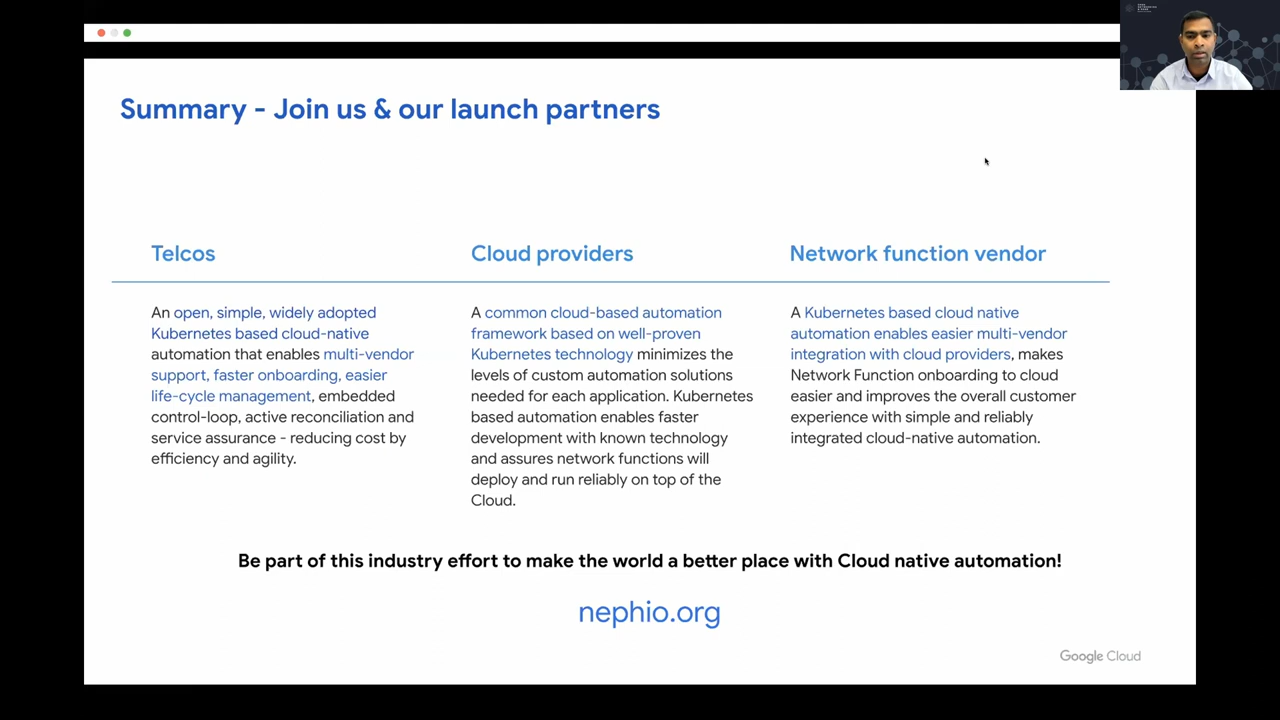 Summary - Join us & our launch partners
Telcos
An open, simple, widely adopted
Kubernetes based cloud-native
automation that enables multi-vendor
support, faster onboarding, easier
life-cycle management, embedded
control-loop, active reconciliation and
service assurance - reducing cost by
efficiency and agility.
Cloud providers
A common cloud-based automation
framework based on well-proven
Kubernetes technology minimizes the
levels of custom automation solutions
needed for each application. Kubernetes
based automation enables faster
development with known technology
and assures network functions will
deploy and run reliably on top of the
Cloud.
Network function vendor
A Kubernetes based cloud native
automation enables easier multi-vendor
integration with cloud providers, makes
Network Function onboarding to cloud
easier and improves the overall customer
experience with simple and reliably
integrated cloud-native automation.
Be part of this industry effort to make the world a better place with Cloud native automation!
nephio.org
Google Cloud